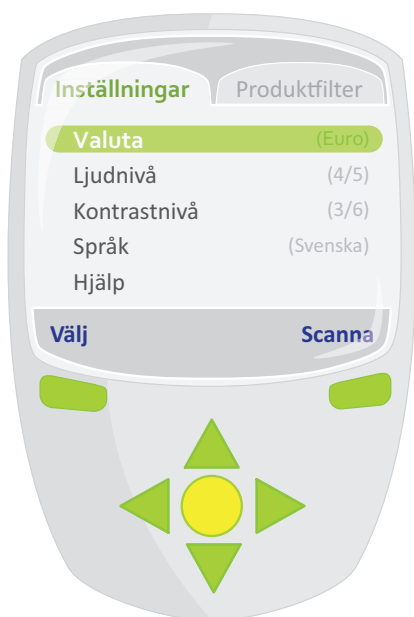 Inställningar Produktfilter
Valuta (Euro)
Ljudnivå (4/5)
Kontrastnivå (3/6)
Språk (Svenska)
Hjälp
Välj Scanna